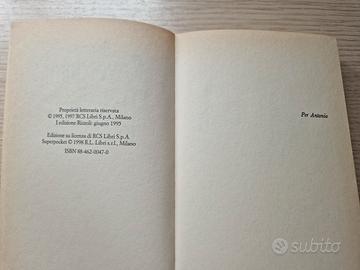 Proprietà letteraria riservata
© 1995, 1997 RCS Libri S.p.A., Milano
I edizione Rizzoli: giugno 1995
Edizione su licenza di RCS Libri S.p.A.
Superpocket © 1998 R.L. Libri s.r.l., Milano
ISBN 88-462-0047-0
Per Antonia
subito